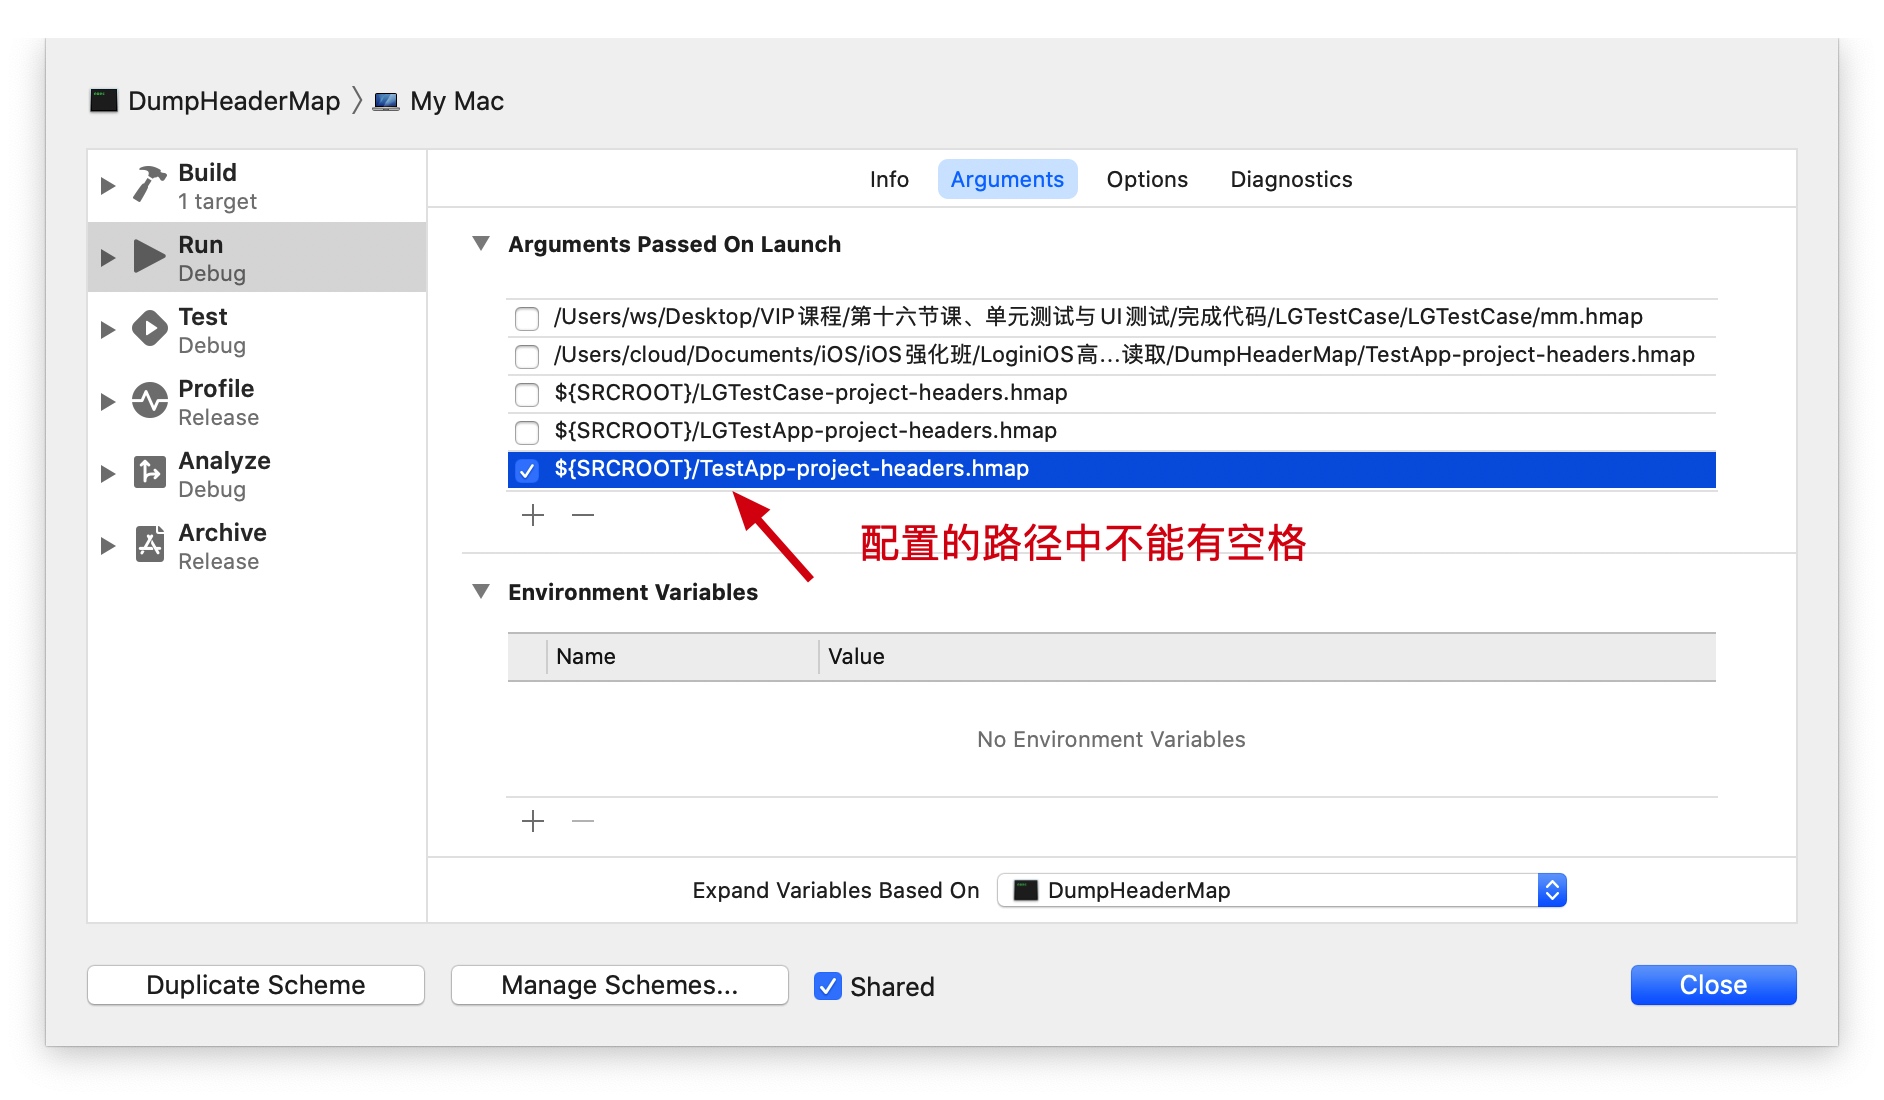 DumpHeaderMap 〉 My Mac
Build
1 target
Run
Debug
Test
Debug
Profile
Release
Analyze
Debug
Archive
Release
Info Arguments Options Diagnostics
Arguments Passed On Launch
/Users/ws/Desktop/VIP课程/第十六节课、单元测试与UI测试/完成代码/LGTestCase/LGTestCase/mm.hmap
/Users/cloud/Documents/iOS/iOS强化班/LoginiOS高...读取/DumpHeaderMap/TestApp-project-headers.hmap
${SRCROOT}/LGTestCase-project-headers.hmap
${SRCROOT}/LGTestApp-project-headers.hmap
${SRCROOT}/TestApp-project-headers.hmap
配置的路径中不能有空格
Environment Variables
Name Value
No Environment Variables
Expand Variables Based On DumpHeaderMap
Duplicate Scheme Manage Schemes... Shared Close